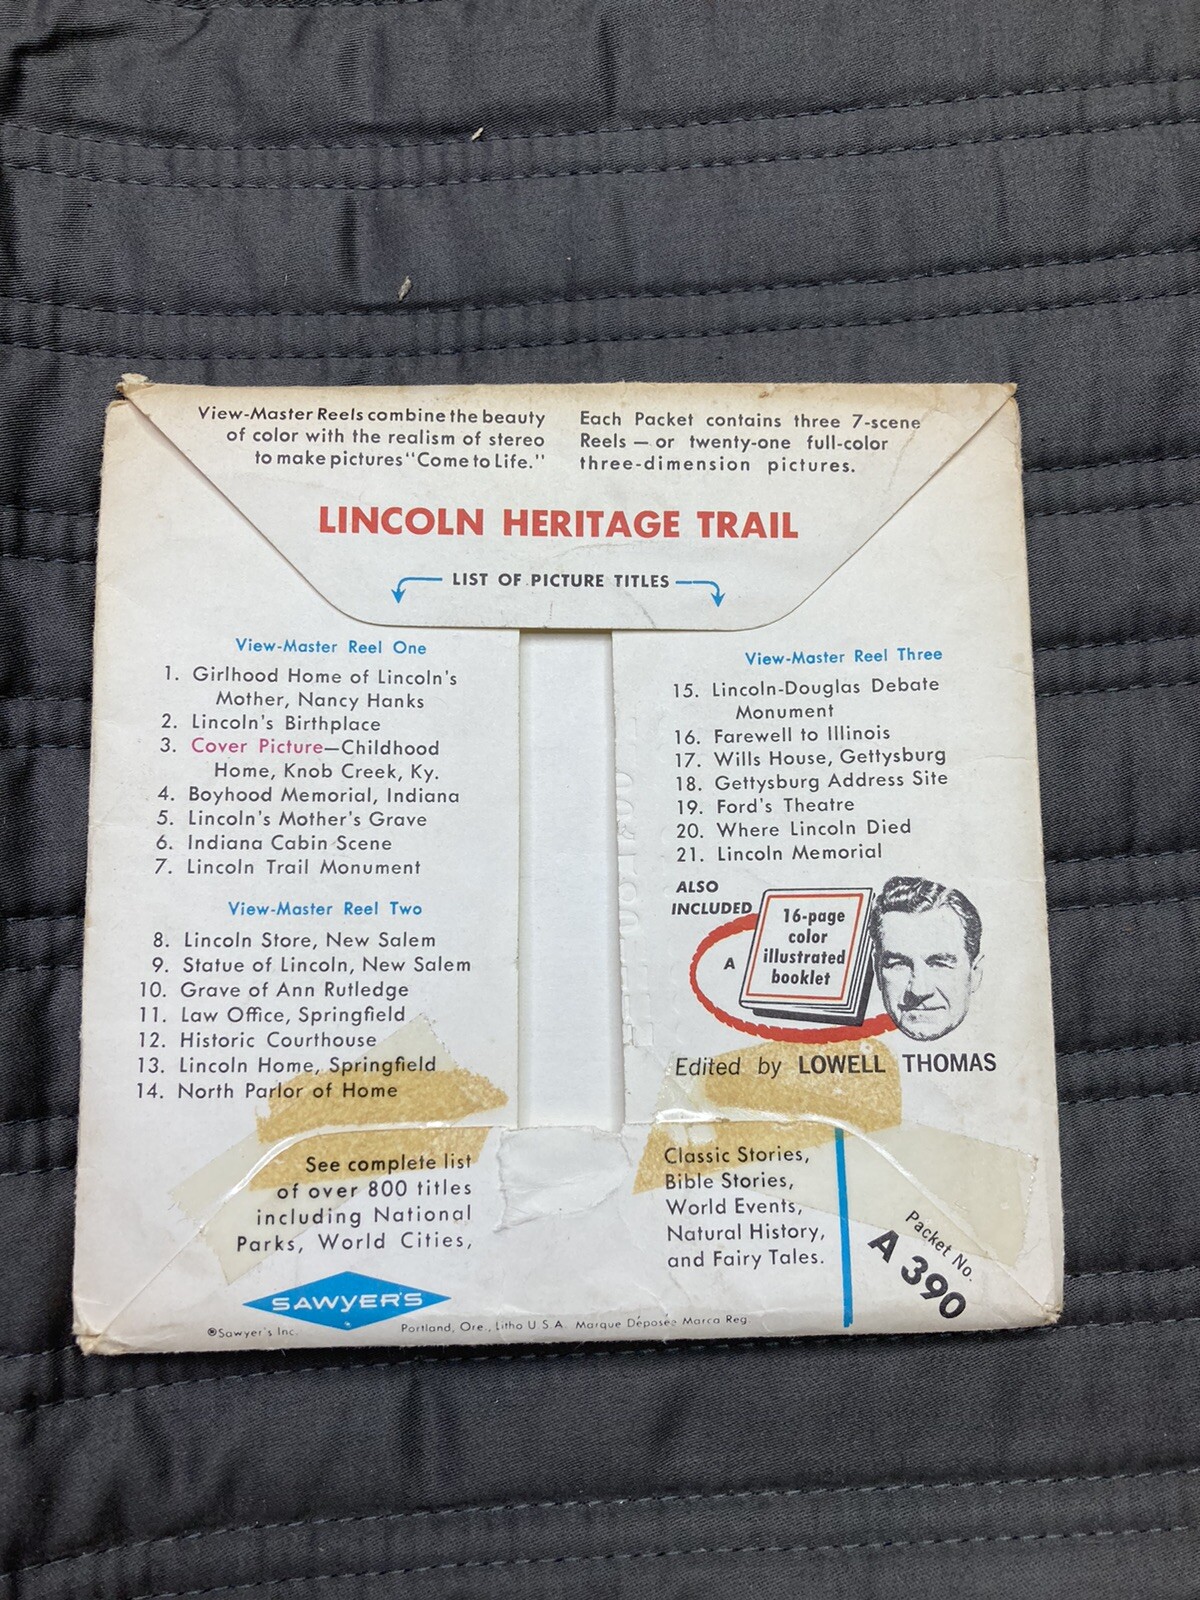 View-Master Reels combine the beauty
of color with the realism of stereo
to make pictures "Come to Life."
Each Packet contains three 7-scene
Reels — or twenty-one full-color
three-dimension pictures.
LINCOLN HERITAGE TRAIL
LIST OF PICTURE TITLES
View-Master Reel One
1. Girlhood Home of Lincoln's
Mother, Nancy Hanks
2. Lincoln's Birthplace
3. Cover Picture—Childhood
Home, Knob Creek, Ky.
4. Boyhood Memorial, Indiana
5. Lincoln's Mother's Grave
6. Indiana Cabin Scene
7. Lincoln Trail Monument
View-Master Reel Two
8. Lincoln Store, New Salem
9. Statue of Lincoln, New Salem
10. Grave of Ann Rutledge
11. Law Office, Springfield
12. Historic Courthouse
13. Lincoln Home, Springfield
14. North Parlor of Home
View-Master Reel Three
15. Lincoln-Douglas Debate
Monument
16. Farewell to Illinois
17. Wills House, Gettysburg
18. Gettysburg Address Site
19. Ford's Theatre
20. Where Lincoln Died
21. Lincoln Memorial
ALSO
INCLUDED
A
16-page
color
illustrated
booklet
Edited by LOWELL THOMAS
See complete list
of over 800 titles
including National
Parks, World Cities,
Classic Stories,
Bible Stories,
World Events,
Natural History,
and Fairy Tales.
Packet No.
A 390
SAWYER'S
®Sawyer's Inc.
Portland, Ore., Litho U.S.A. Marque Déposée Marca Reg